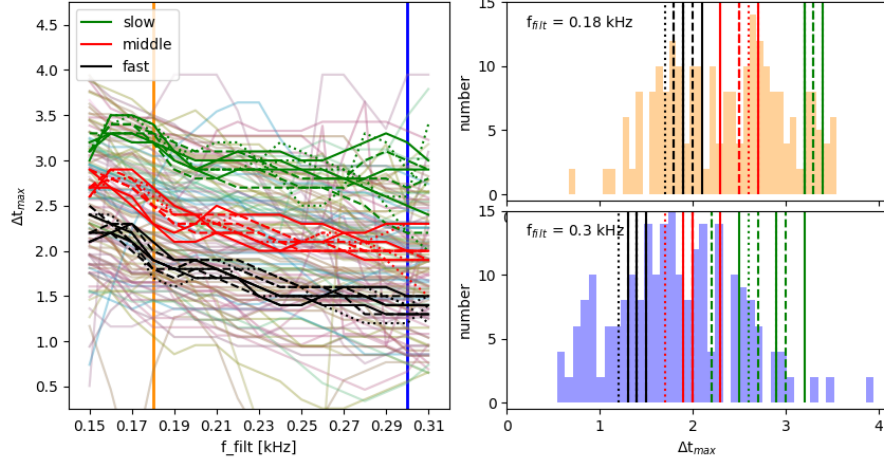 slow
middle
fast
4.5
4.0
3.5
3.0
2.5
2.0
1.5
1.0
0.5
Δt_max
0.15 0.17 0.19 0.21 0.23 0.25 0.27 0.29 0.31
f_filt [kHz]
f_filt = 0.18 kHz
15
10
5
0
number
f_filt = 0.3 kHz
15
10
5
0
number
0 1 2 3 4
Δt_max